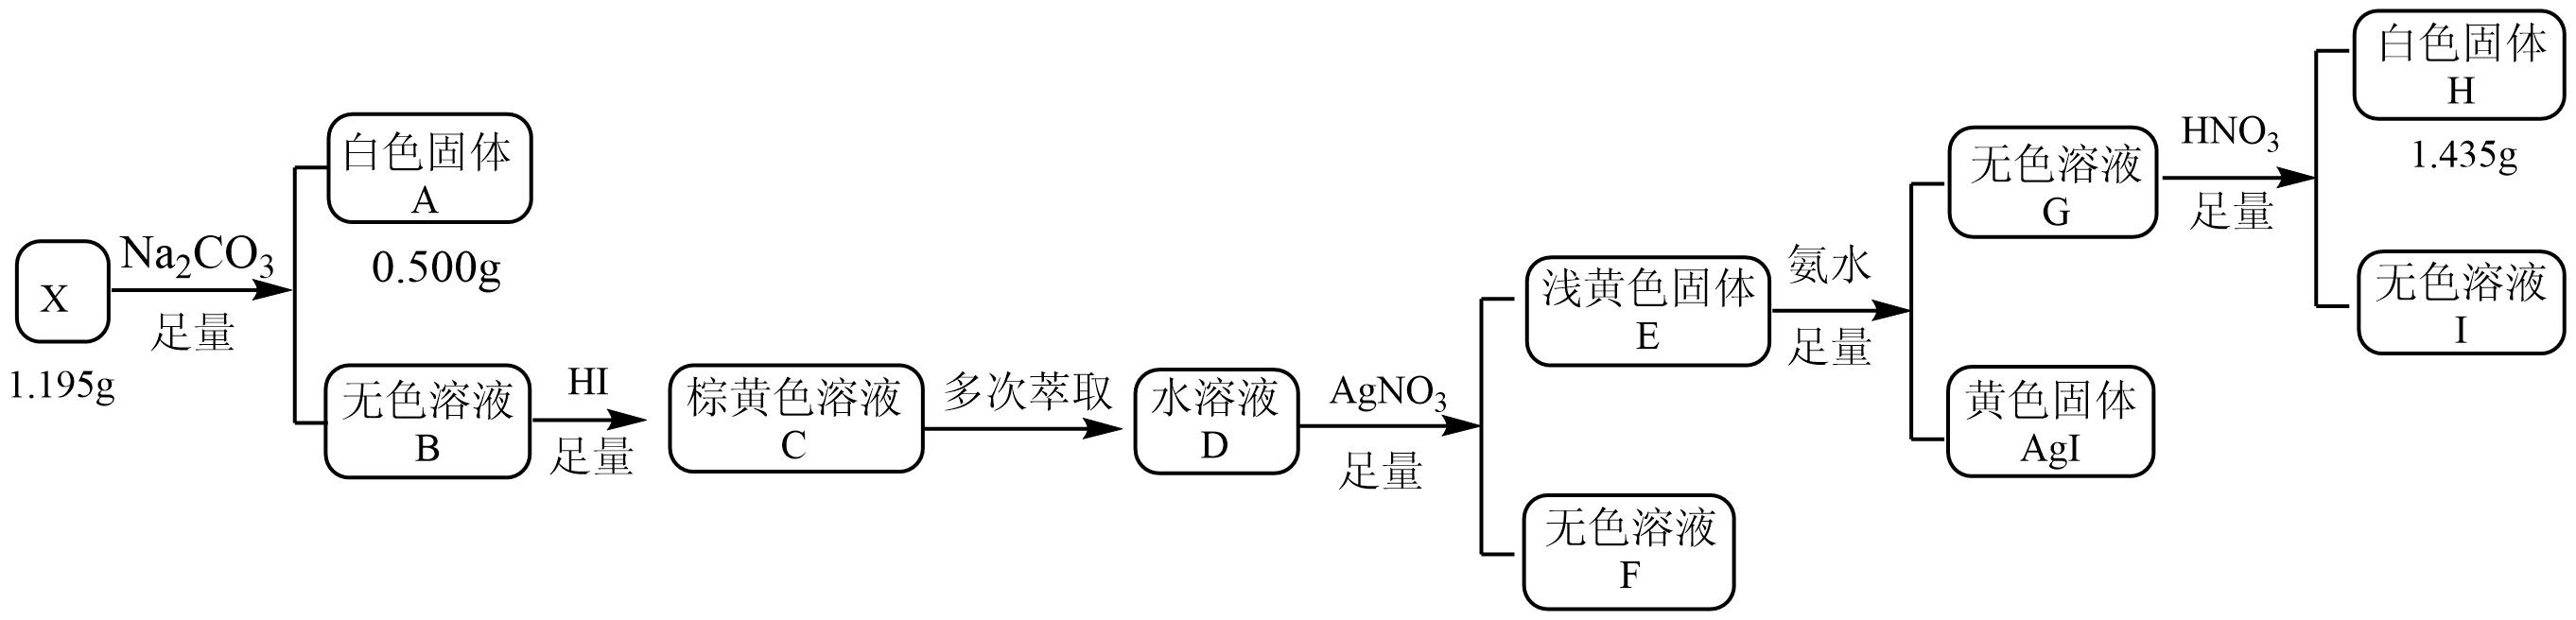 X
1.195g
Na₂CO₃
足量
白色固体
A
0.500g
无色溶液
B
HI
足量
棕黄色溶液
C
多次萃取
水溶液
D
AgNO₃
足量
浅黄色固体
E
无色溶液
F
氨水
足量
无色溶液
G
黄色固体
AgI
HNO₃
足量
白色固体
H
1.435g
无色溶液
I